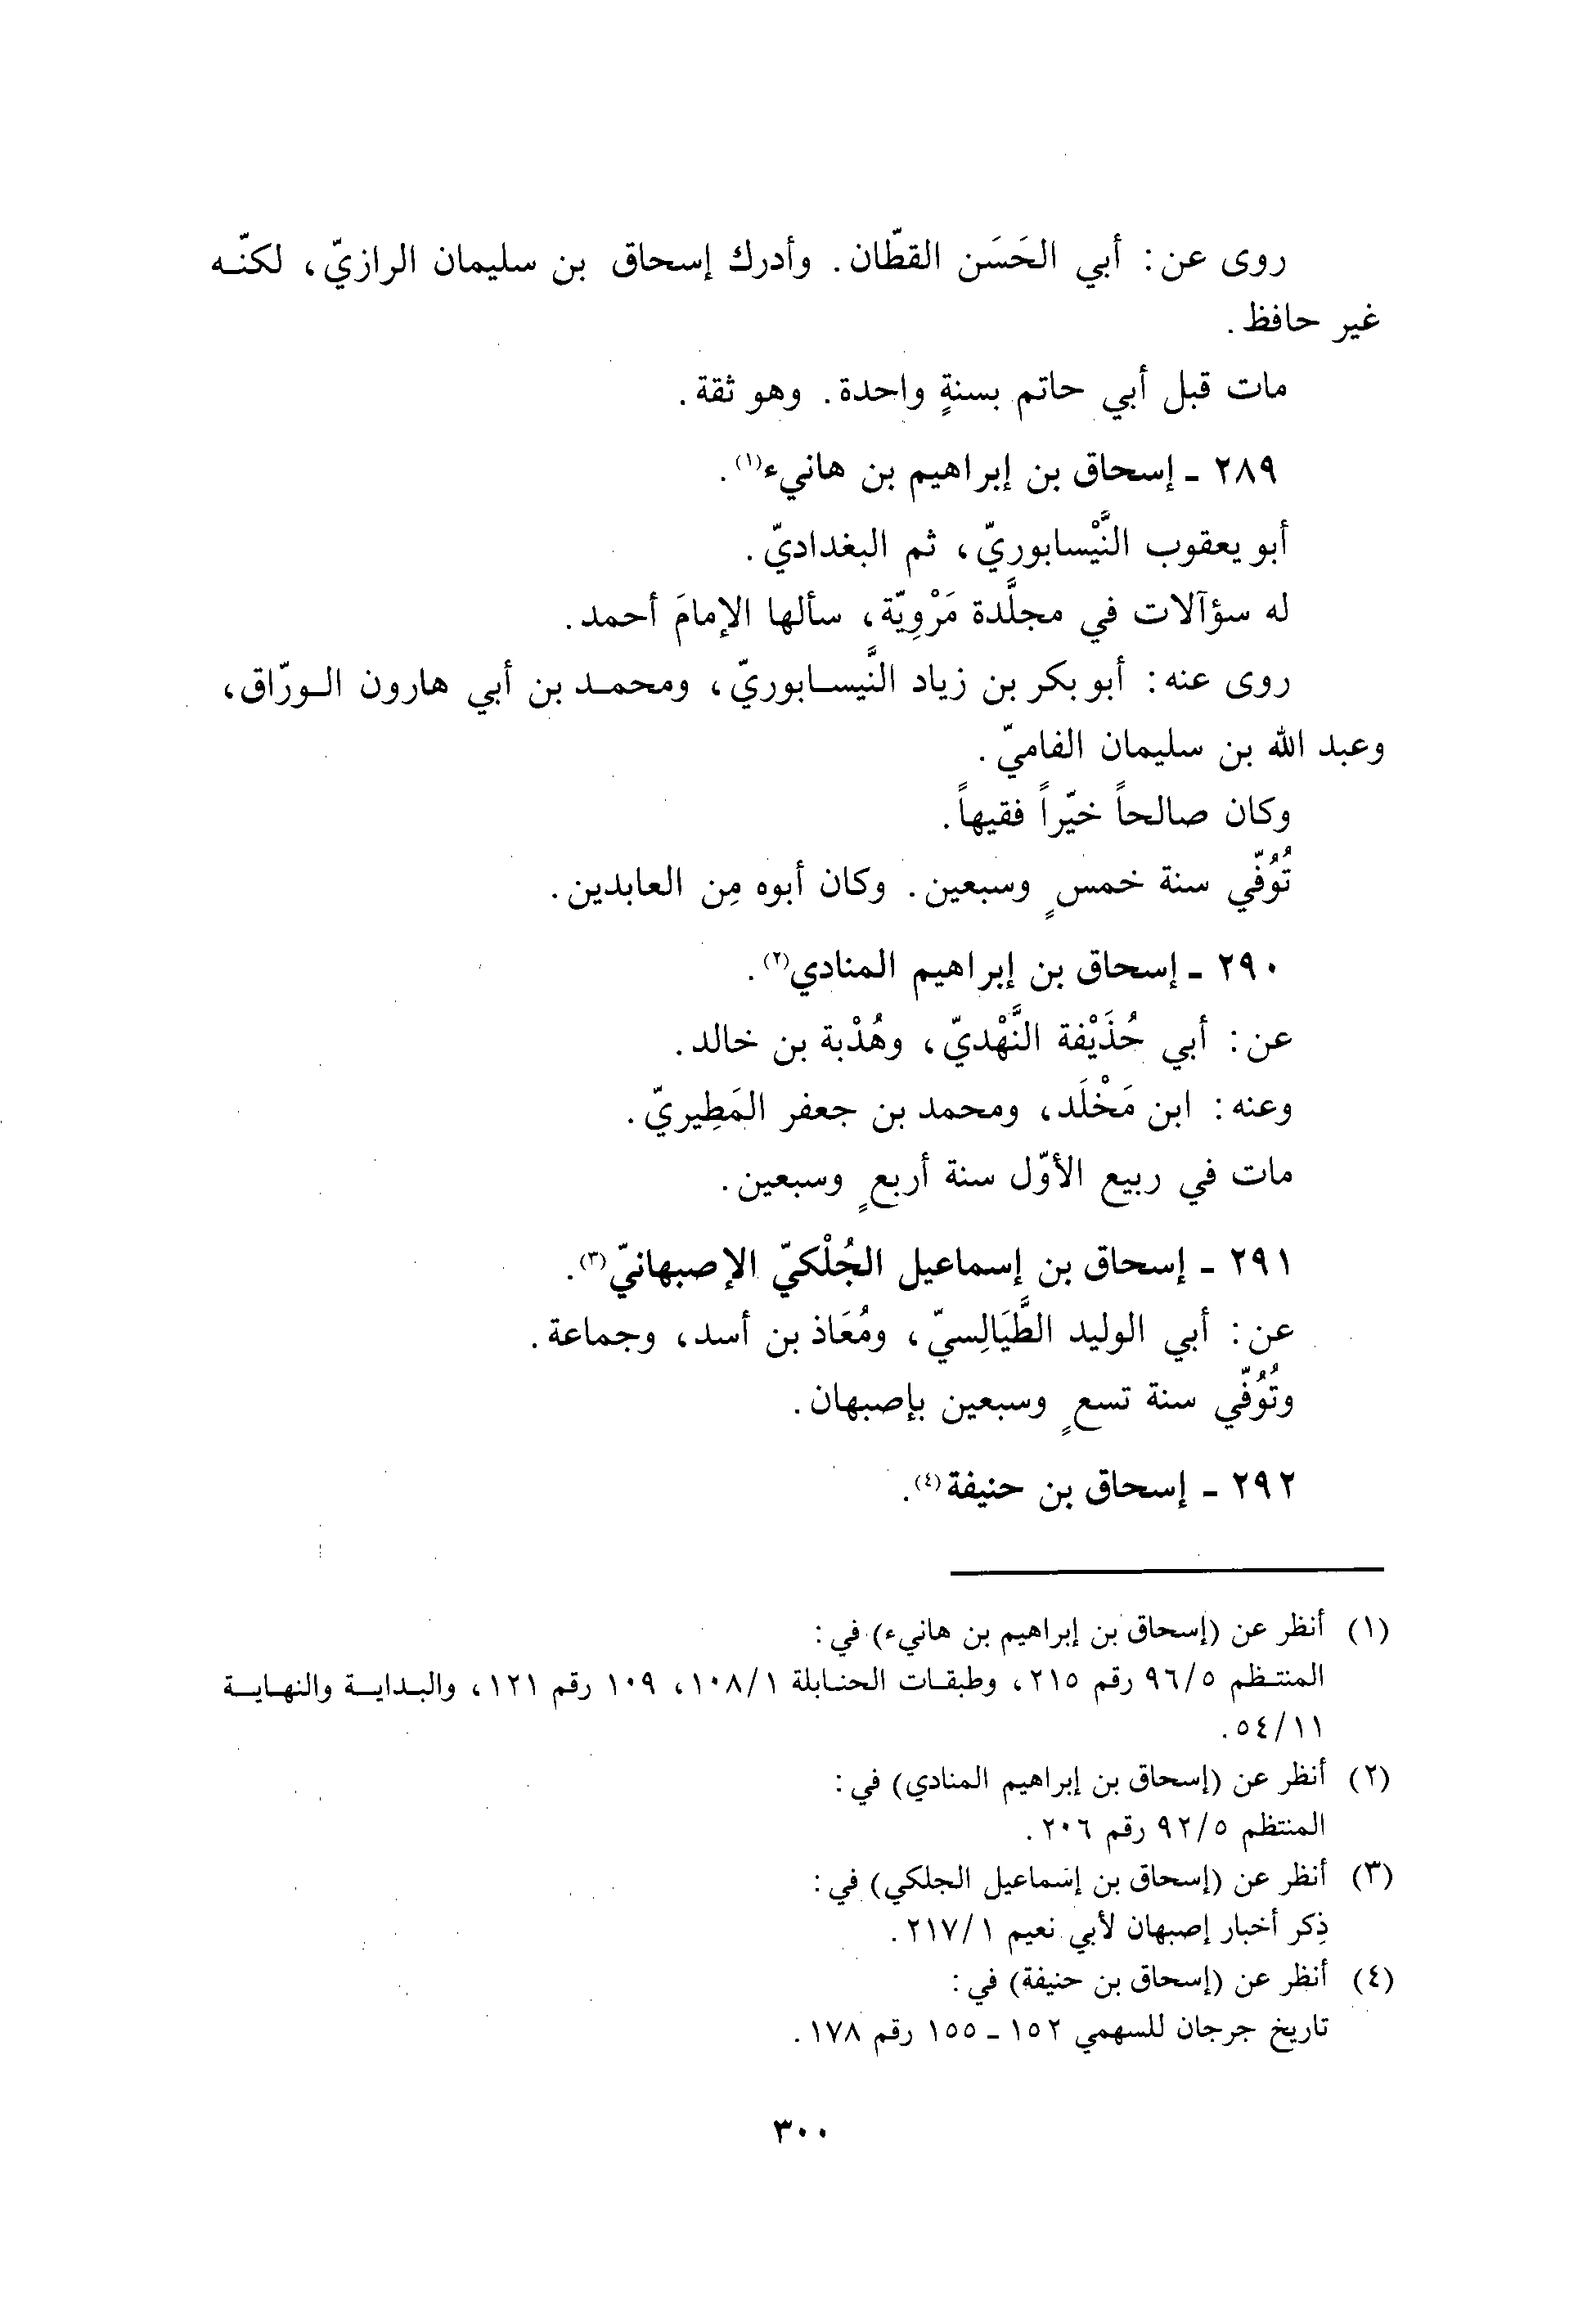 روى عن: أبي الحَسَن القطّان. وأدرك إسحاق بن سليمان الرازيّ، لكنّه
غير حافظ.
مات قبل أبي حاتم بسنةٍ واحدة. وهو ثقة.
٢٨٩ - إسحاق بن إبراهيم بن هانيء(١).
أبو يعقوب النَّيْسابوريّ، ثم البغداديّ.
له سؤآلات في مجلَّدة مَرْوِيّة، سألها الإمامَ أحمد.
روى عنه: أبو بكر بن زياد النَّيسابوريّ، ومحمد بن أبي هارون الورّاق،
وعبد الله بن سليمان الفاميّ.
وكان صالحاً خيّراً فقيهاً.
تُوُفّي سنة خمسٍ وسبعين. وكان أبوه مِن العابدين.
٢٩٠ - إسحاق بن إبراهيم المنادي(٢).
عن: أبي حُذَيْفة النَّهْديّ، وهُدْبة بن خالد.
وعنه: ابن مَخْلَد، ومحمد بن جعفر المَطِيريّ.
مات في ربيع الأوّل سنة أربعٍ وسبعين.
٢٩١ - إسحاق بن إسماعيل الجُلْكيّ الإصبهانيّ(٣).
عن: أبي الوليد الطَّيَالِسيّ، ومُعَاذ بن أسد، وجماعة.
وتُوُفّي سنة تسعٍ وسبعين بإصبهان.
٢٩٢ - إسحاق بن حنيفة(٤).
(١) أنظر عن (إسحاق بن إبراهيم بن هانيء) في:
المنتظم ٩٦/٥ رقم ٢١٥، وطبقات الحنابلة ١٠٨/١، ١٠٩ رقم ١٢١، والبداية والنهاية
٥٤/١١.
(٢) أنظر عن (إسحاق بن إبراهيم المنادي) في:
المنتظم ٩٢/٥ رقم ٢٠٦.
(٣) أنظر عن (إسحاق بن إسماعيل الجلكي) في:
ذِكر أخبار إصبهان لأبي نعيم ٢١٧/١.
(٤) أنظر عن (إسحاق بن حنيفة) في:
تاريخ جرجان للسهمي ١٥٢ - ١٥٥ رقم ١٧٨.
٣٠٠